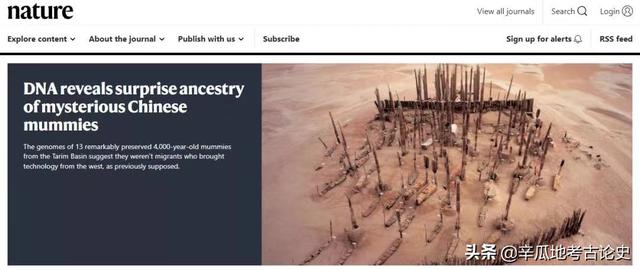 nature
View all journals Search Login
Explore content About the journal Publish with us Subscribe
Sign up for alerts RSS feed
DNA reveals surprise ancestry
of mysterious Chinese
mummies
The genomes of 13 remarkably preserved 4,000-year-old mummies
from the Tarim Basin suggest they weren't migrants who brought
technology from the west, as previously supposed.
头条 @辛瓜地考古论史